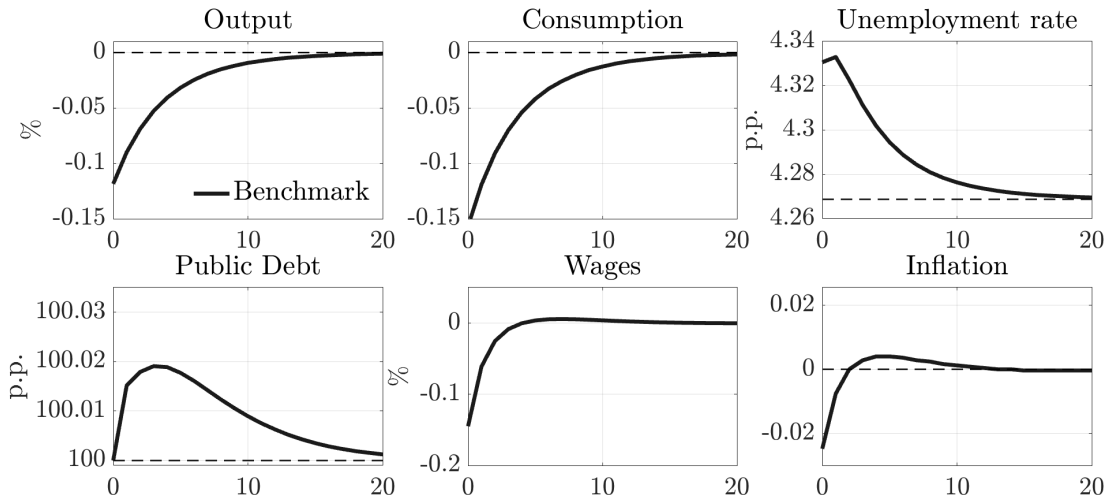 Output
0
-0.05
-0.1
-0.15
%
Benchmark
0 10 20
Consumption
0
-0.05
-0.1
-0.15
0 10 20
Unemployment rate
4.34
4.32
4.3
4.28
4.26
p.p.
0 10 20
Public Debt
100.03
100.02
100.01
100
p.p.
0 10 20
Wages
0
-0.1
-0.2
%
0 10 20
Inflation
0.02
0
-0.02
0 10 20